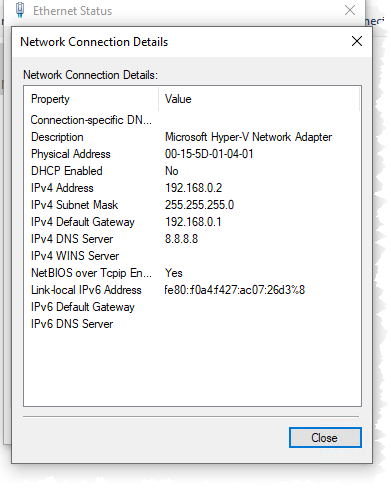 Ethernet Status
Network Connection Details
Network Connection Details:
Property Value
Connection-specific DN...
Description Microsoft Hyper-V Network Adapter
Physical Address 00-15-5D-01-04-01
DHCP Enabled No
IPv4 Address 192.168.0.2
IPv4 Subnet Mask 255.255.255.0
IPv4 Default Gateway 192.168.0.1
IPv4 DNS Server 8.8.8.8
IPv4 WINS Server
NetBIOS over Tcpip En... Yes
Link-local IPv6 Address fe80::f0a4:f427:ac07:26d3%8
IPv6 Default Gateway
IPv6 DNS Server
Close